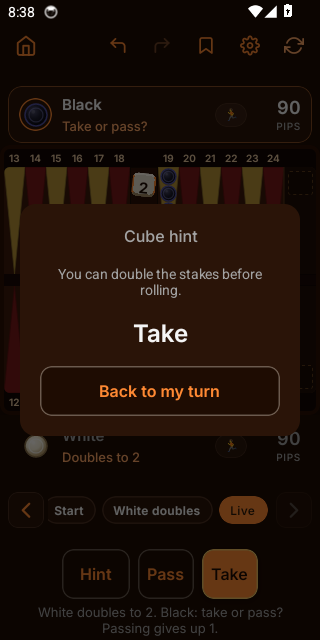 8:38
Black
Take or pass?
90
PIPS
13 14 15 16 17 18 19 20 21 22 23 24
2
Cube hint
You can double the stakes before
rolling.
Take
Back to my turn
12
White
Doubles to 2
90
PIPS
Start
White doubles
Live
Hint
Pass
Take
White doubles to 2. Black: take or pass?
Passing gives up 1.